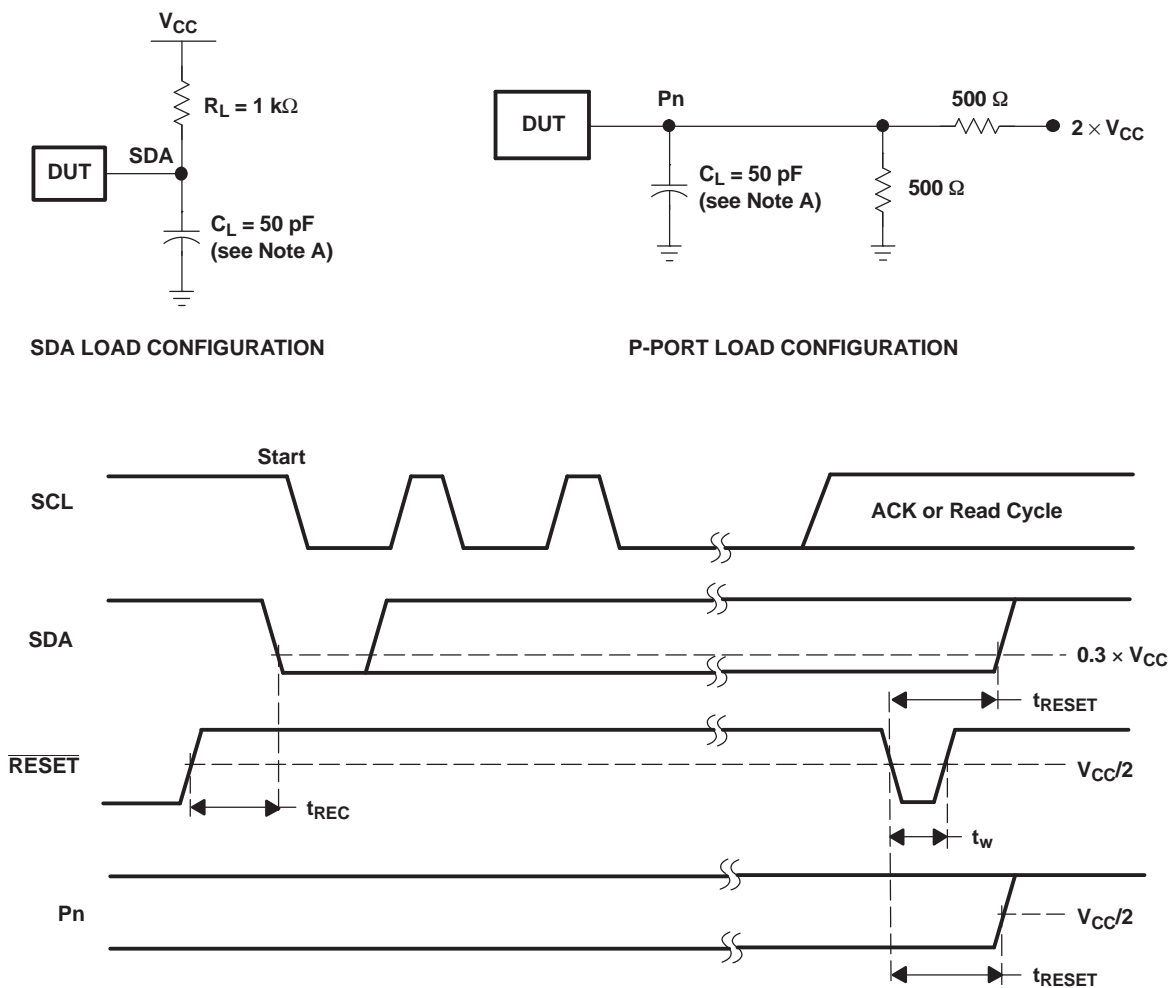 VCC
RL = 1 kΩ
SDA
DUT
CL = 50 pF
(see Note A)
SDA LOAD CONFIGURATION
DUT
Pn
500 Ω
2 × VCC
CL = 50 pF
(see Note A)
500 Ω
P-PORT LOAD CONFIGURATION
Start
SCL
ACK or Read Cycle
SDA
0.3 × VCC
tRESET
RESET
VCC/2
tREC
tw
Pn
VCC/2
tRESET